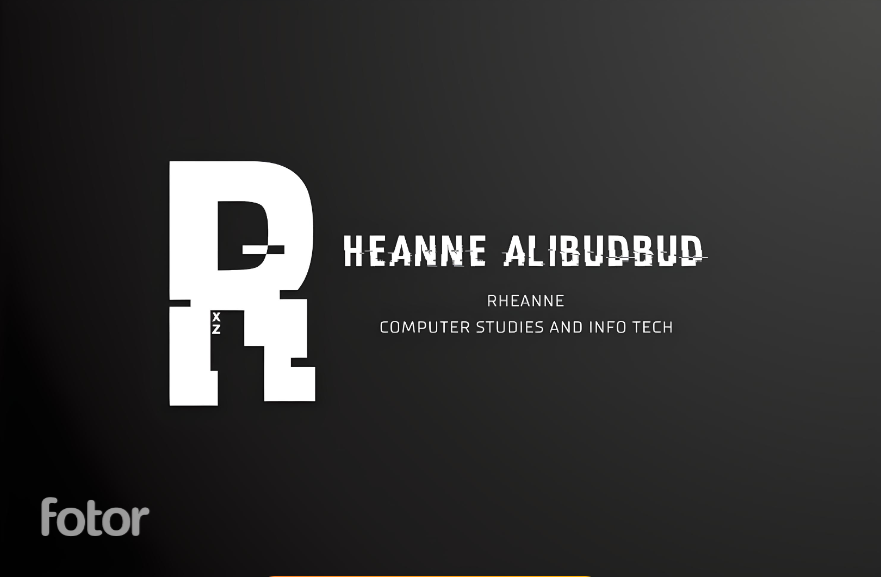 R
HEANNE ALIBUDBUD
X
Z
RHEANNE
COMPUTER STUDIES AND INFO TECH
fotor